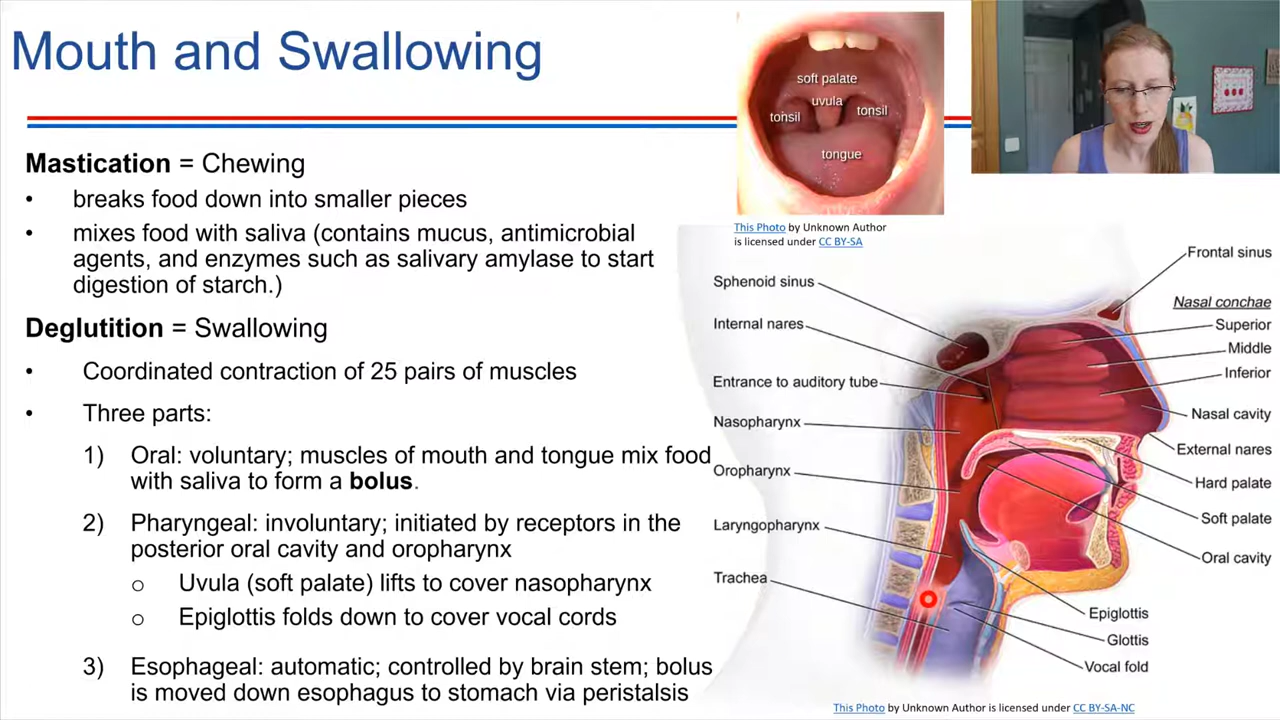 Mouth and Swallowing
Mastication = Chewing
• breaks food down into smaller pieces
• mixes food with saliva (contains mucus, antimicrobial
agents, and enzymes such as salivary amylase to start
digestion of starch.)
Deglutition = Swallowing
• Coordinated contraction of 25 pairs of muscles
• Three parts:
1) Oral: voluntary; muscles of mouth and tongue mix food
with saliva to form a bolus.
2) Pharyngeal: involuntary; initiated by receptors in the
posterior oral cavity and oropharynx
o Uvula (soft palate) lifts to cover nasopharynx
o Epiglottis folds down to cover vocal cords
3) Esophageal: automatic; controlled by brain stem; bolus
is moved down esophagus to stomach via peristalsis
soft palate
uvula
tonsil
tonsil
tongue
This Photo by Unknown Author
is licensed under CC BY-SA
Sphenoid sinus
Internal nares
Entrance to auditory tube
Nasopharynx
Oropharynx
Laryngopharynx
Trachea
Frontal sinus
Nasal conchae
Superior
Middle
Inferior
Nasal cavity
External nares
Hard palate
Soft palate
Oral cavity
Epiglottis
Glottis
Vocal fold
This Photo by Unknown Author is licensed under CC BY-SA-NC